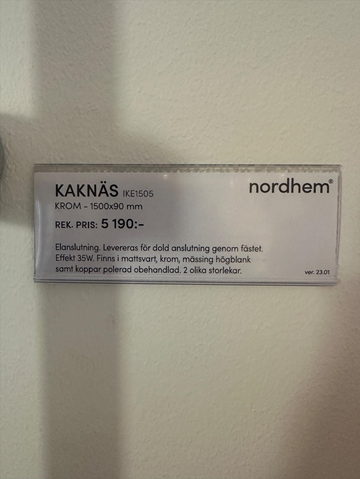 KAKNÄS IKE1505
nordhem®
KROM - 1500x90 mm
REK. PRIS: 5 190:-
Elanslutning. Levereras för dold anslutning genom fästet.
Effekt 35W. Finns i mattsvart, krom, mässing högblank
samt koppar polerad obehandlad. 2 olika storlekar.
ver. 23.01